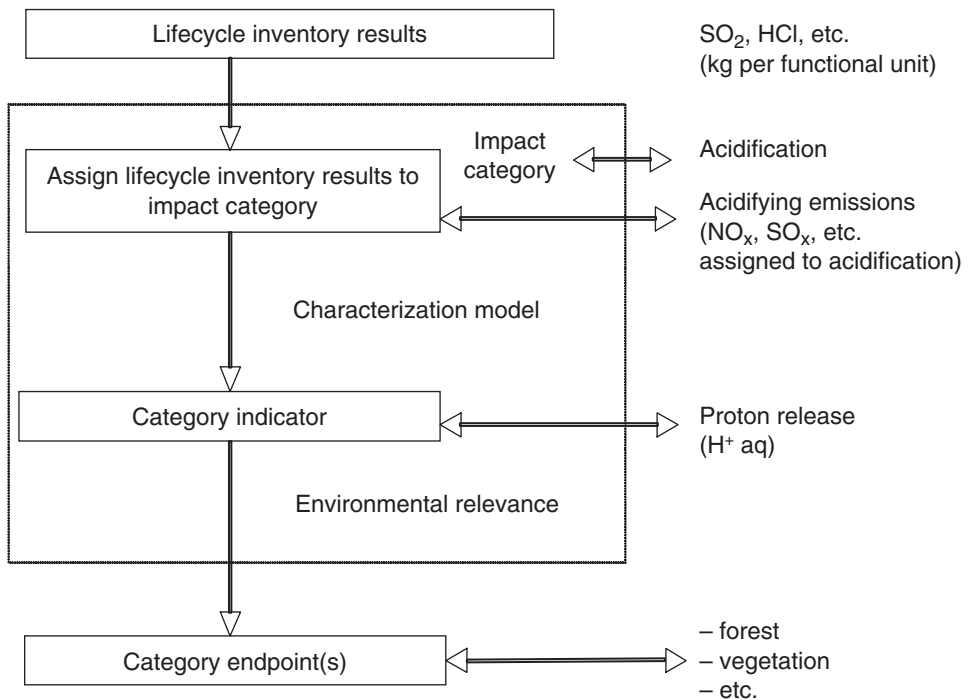 Lifecycle inventory results
SO₂, HCl, etc.
(kg per functional unit)
Impact
category
Acidification
Assign lifecycle inventory results to
impact category
Acidifying emissions
(NOₓ, SOₓ, etc.
assigned to acidification)
Characterization model
Category indicator
Proton release
(H⁺ aq)
Environmental relevance
Category endpoint(s)
– forest
– vegetation
– etc.